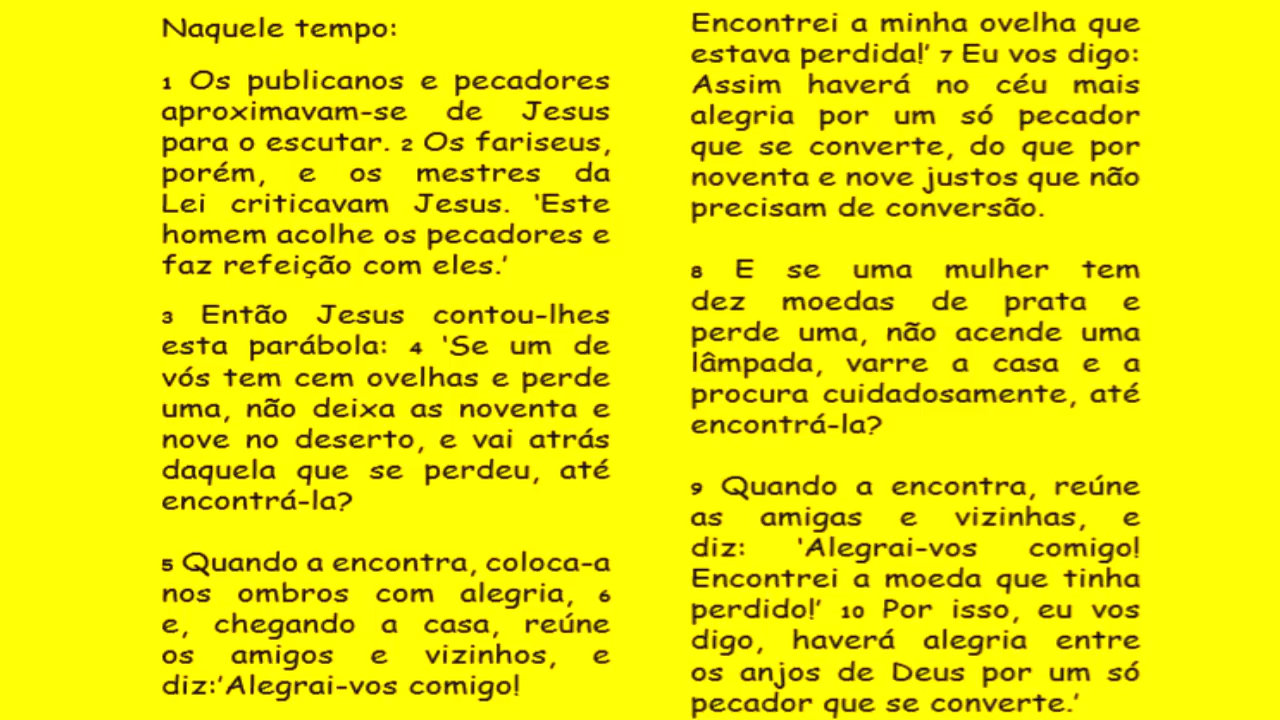 Naquele tempo:
1 Os publicanos e pecadores
aproximavam-se de Jesus
para o escutar. 2 Os fariseus,
porém, e os mestres da
Lei criticavam Jesus. 'Este
homem acolhe os pecadores e
faz refeição com eles.'
3 Então Jesus contou-lhes
esta parábola: 4 'Se um de
vós tem cem ovelhas e perde
uma, não deixa as noventa e
nove no deserto, e vai atrás
daquela que se perdeu, até
encontrá-la?
5 Quando a encontra, coloca-a
nos ombros com alegria, 6
e, chegando a casa, reúne
os amigos e vizinhos, e
diz:'Alegrai-vos comigo!
Encontrei a minha ovelha que
estava perdida!' 7 Eu vos digo:
Assim haverá no céu mais
alegria por um só pecador
que se converte, do que por
noventa e nove justos que não
precisam de conversão.
8 E se uma mulher tem
dez moedas de prata e
perde uma, não acende uma
lâmpada, varre a casa e a
procura cuidadosamente, até
encontrá-la?
9 Quando a encontra, reúne
as amigas e vizinhas, e
diz: 'Alegrai-vos comigo!
Encontrei a moeda que tinha
perdido!' 10 Por isso, eu vos
digo, haverá alegria entre
os anjos de Deus por um só
pecador que se converte.'